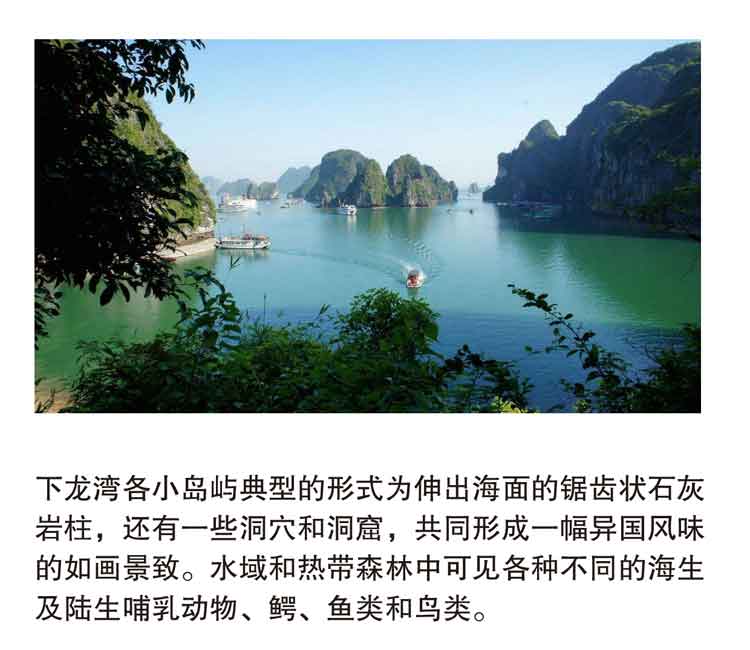 下龙湾各小岛屿典型的形式为伸出海面的锯齿状石灰
岩柱，还有一些洞穴和洞窟，共同形成一幅异国风味
的如画景致。水域和热带森林中可见各种不同的海生
及陆生哺乳动物、鳄、鱼类和鸟类。